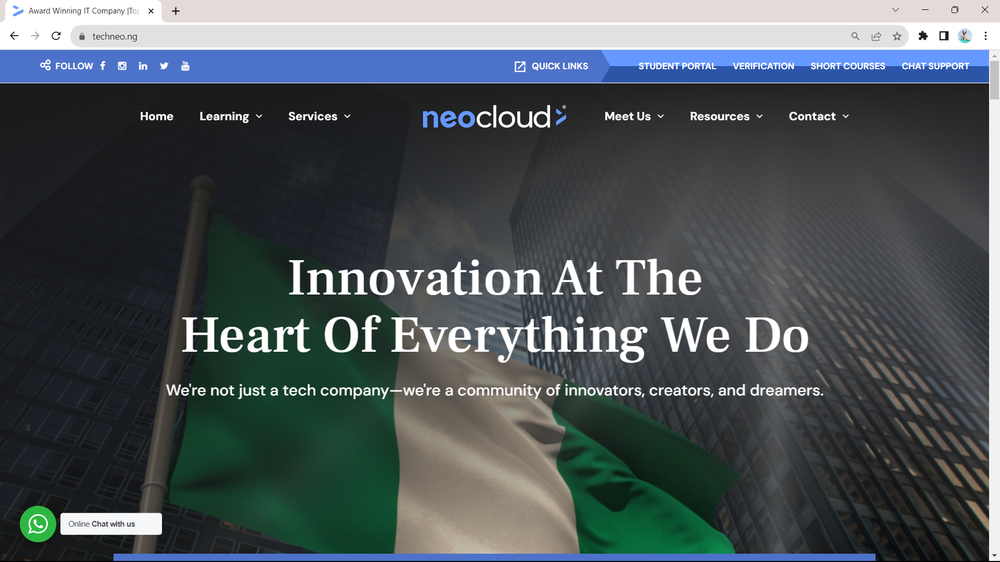 Award Winning IT Company |Top
techneo.ng
FOLLOW
QUICK LINKS
STUDENT PORTAL
VERIFICATION
SHORT COURSES
CHAT SUPPORT
Home
Learning
Services
neocloud®
Meet Us
Resources
Contact
Innovation At The
Heart Of Everything We Do
We're not just a tech company—we're a community of innovators, creators, and dreamers.
Online Chat with us